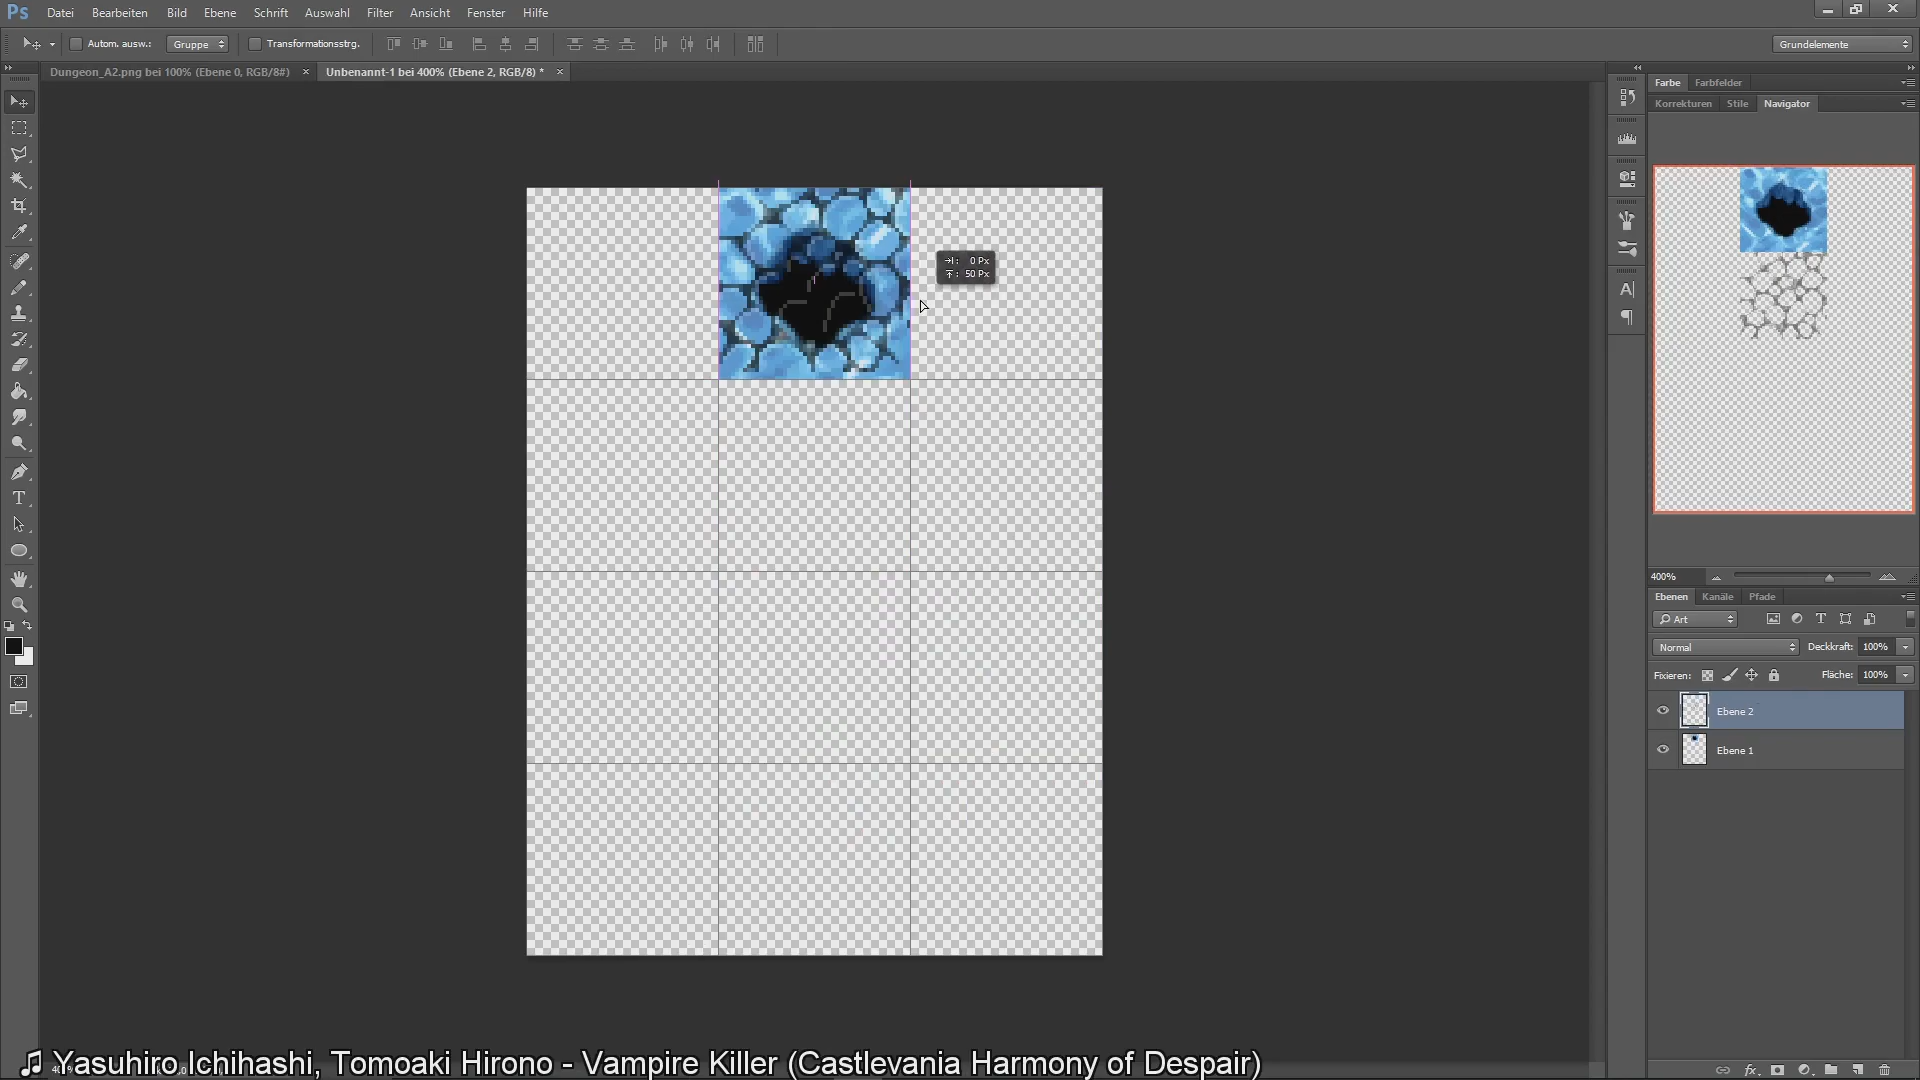 Ps Datei Bearbeiten Bild Ebene Schrift Auswahl Filter Ansicht Fenster Hilfe
Autom. ausw.: Gruppe Transformationsstrg. Grundelemente
Dungeon_A2.png bei 100% (Ebene 0, RGB/8#) × Unbenannt-1 bei 400% (Ebene 2, RGB/8) * ×
Farbe Farbfelder
Korrekturen Stile Navigator
0 Px
50 Px
400%
Ebenen Kanäle Pfade
Art
Normal Deckkraft: 100%
Fixieren: Fläche: 100%
Ebene 2
Ebene 1
♫ Yasuhiro Ichihashi, Tomoaki Hirono - Vampire Killer (Castlevania Harmony of Despair)